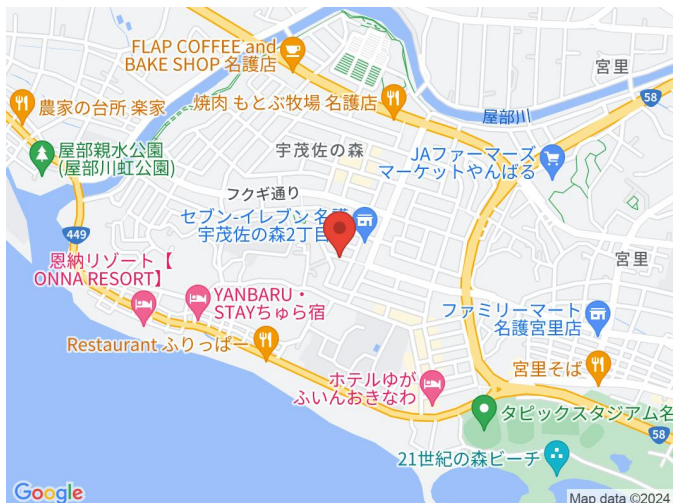 FLAP COFFEE and
BAKE SHOP 名護店
宮里
58
農家の台所 楽家
焼肉 もとぶ牧場 名護店
屋部川
屋部親水公園
(屋部川虹公園)
宇茂佐の森
JAファーマーズ
マーケットやんばる
フクギ通り
セブン-イレブン 名護
宇茂佐の森2丁目
449
恩納リゾート【
ONNA RESORT】
宮里
YANBARU・
STAYちゅら宿
ファミリーマート
名護宮里店
Restaurant ふりっぱー
宮里そば
ホテルゆが
ふいんおきなわ
タピックスタジアム名
58
21世紀の森ビーチ
Google
Map data ©2024